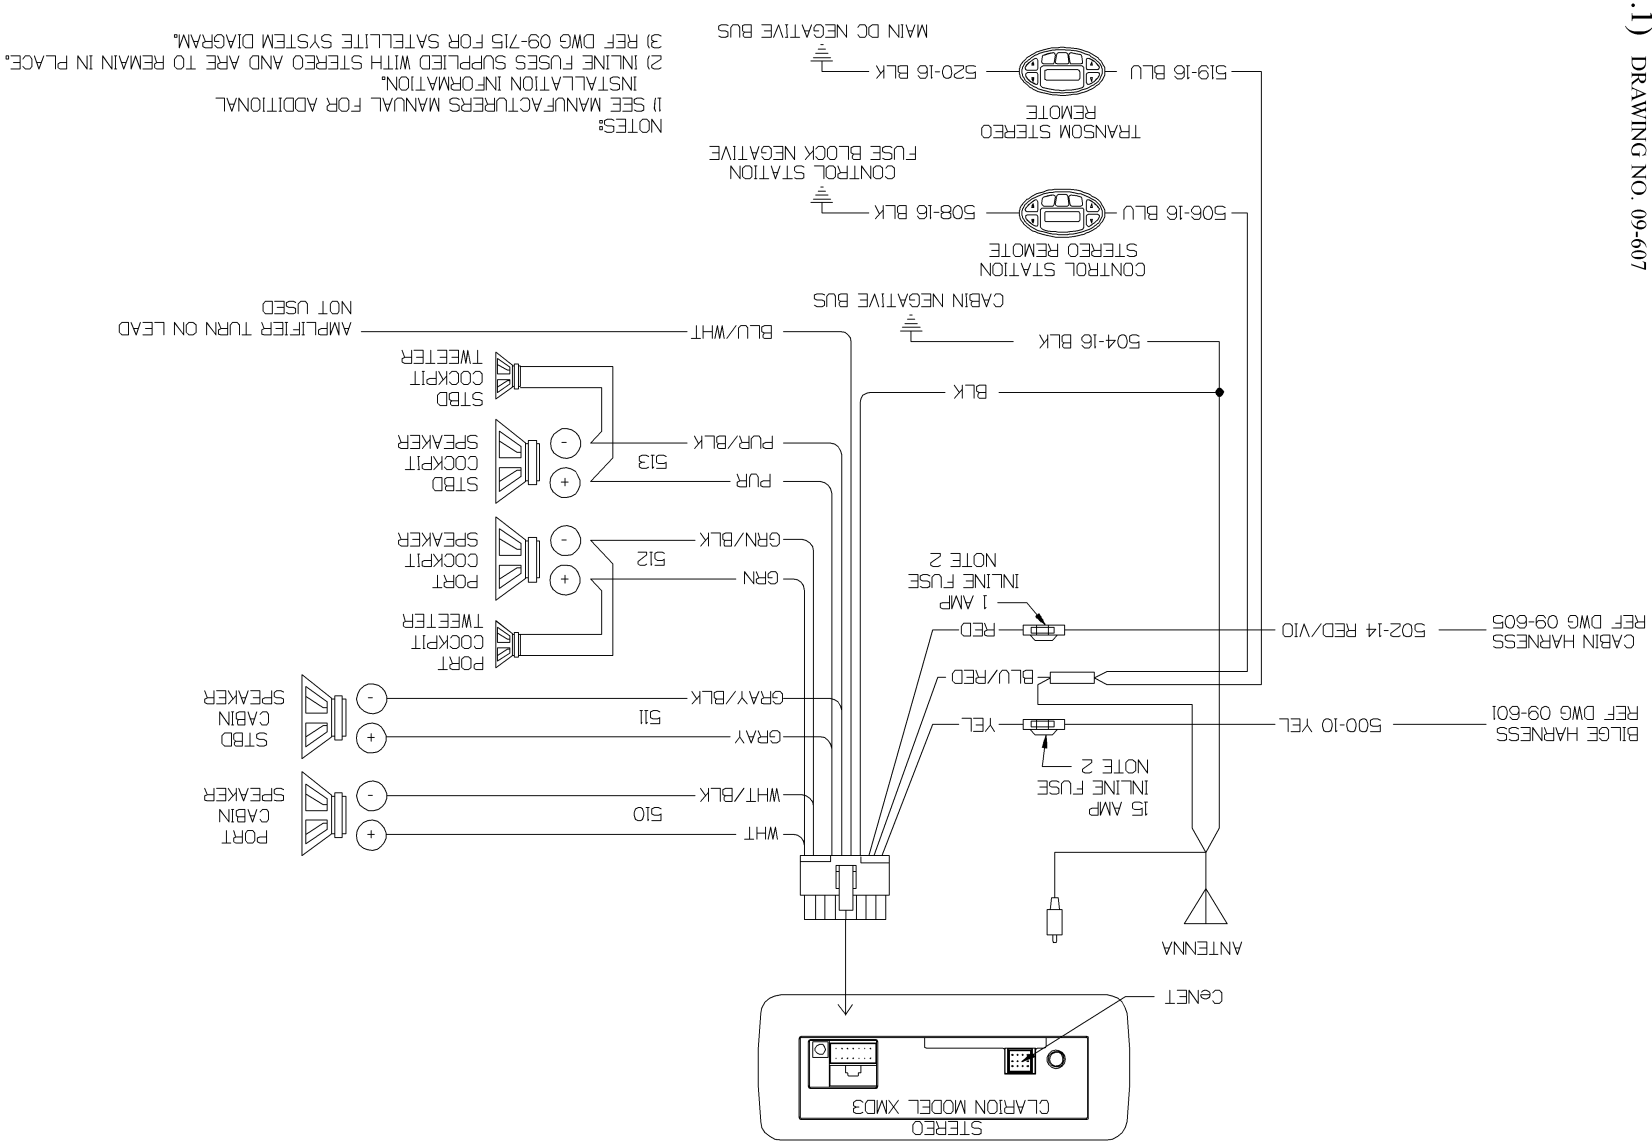 .1) DRAWING NO. 09-607
STEREO
CLARION MODEL XMD3
CeNET
ANTENNA
15 AMP
INLINE FUSE
NOTE 2
BILGE HARNESS
REF DWG 09-601
500-10 YEL
YEL
BLU/RED
CABIN HARNESS
REF DWG 09-605
502-14 RED/VIO
RED
1 AMP
INLINE FUSE
NOTE 2
WHT
510
WHT/BLK
PORT
CABIN
SPEAKER
+
-
GRAY
511
GRAY/BLK
STBD
CABIN
SPEAKER
+
-
PORT
COCKPIT
TWEETER
GRN
512
GRN/BLK
PORT
COCKPIT
SPEAKER
+
-
PUR
513
PUR/BLK
STBD
COCKPIT
SPEAKER
+
-
STBD
COCKPIT
TWEETER
BLK
504-16 BLK
CABIN NEGATIVE BUS
BLU/WHT
AMPLIFIER TURN ON LEAD
NOT USED
CONTROL STATION
STEREO REMOTE
506-16 BLU
508-16 BLK
CONTROL STATION
FUSE BLOCK NEGATIVE
TRANSOM STEREO
REMOTE
519-16 BLU
520-16 BLK
MAIN DC NEGATIVE BUS
NOTES:
1) SEE MANUFACTURERS MANUAL FOR ADDITIONAL
INSTALLATION INFORMATION.
2) INLINE FUSES SUPPLIED WITH STEREO AND ARE TO REMAIN IN PLACE.
3) REF DWG 09-715 FOR SATELLITE SYSTEM DIAGRAM.